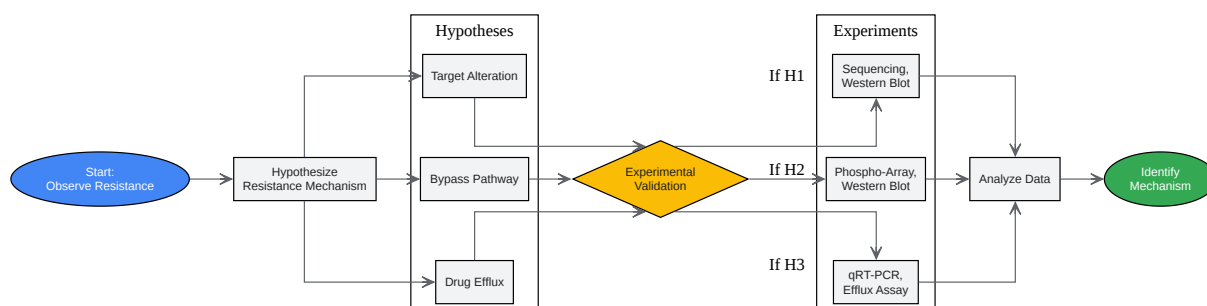 Hypotheses
Experiments
Target Alteration
If H1
Sequencing,
Western Blot
Start:
Observe Resistance
Hypothesize
Resistance Mechanism
Bypass Pathway
Experimental
Validation
If H2
Phospho-Array,
Western Blot
Analyze Data
Identify
Mechanism
Drug Efflux
If H3
qRT-PCR,
Efflux Assay